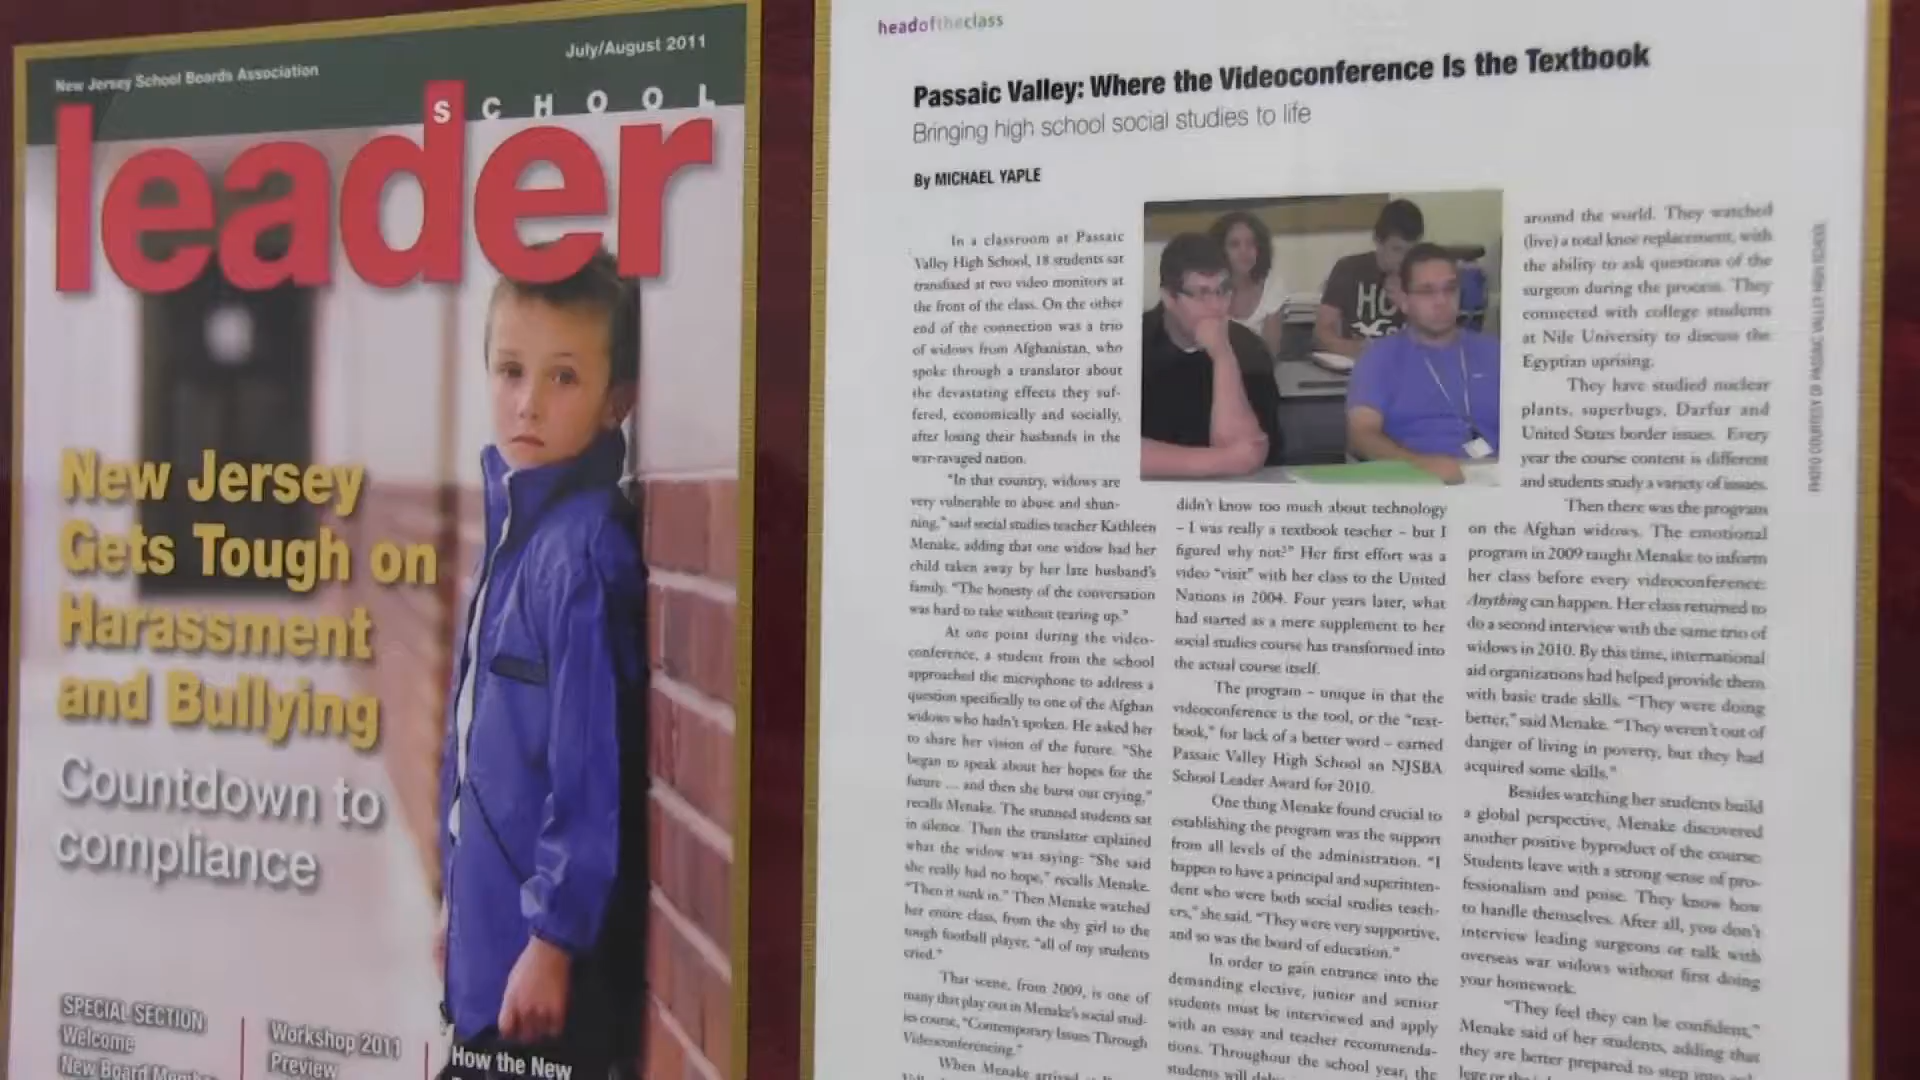 New Jersey School Boards Association
July/August 2011
SCHOOL
leader
New Jersey
Gets Tough on
Harassment
and Bullying
Countdown to
compliance
SPECIAL SECTION
Welcome
New Board
Workshop 2011
Preview
How the New
headoftheclass
Passaic Valley: Where the Videoconference Is the Textbook
Bringing high school social studies to life
By MICHAEL YAPLE
In a classroom at Passaic
Valley High School, 18 students sat
transfixed at two video monitors at
the front of the class. On the other
end of the connection was a trio
of widows from Afghanistan, who
spoke through a translator about
the devastating effects they suf-
fered, economically and socially,
after losing their husbands in the
war-ravaged nation.
"In that country, widows are
very vulnerable to abuse and shun-
ning," said social studies teacher Kathleen
Menake, adding that one widow had her
child taken away by her late husband's
family. "The honesty of the conversation
was hard to take without tearing up."
At one point during the video-
conference, a student from the school
approached the microphone to address a
question specifically to one of the Afghan
widows who hadn't spoken. He asked her
to share her vision of the future. "She
began to speak about her hopes for the
future ... and then she burst out crying,"
recalls Menake. The stunned students sat
in silence. Then the translator explained
what the widow was saying: "She said
she really had no hope," recalls Menake.
"Then it sunk in." Then Menake watched
her entire class, from the shy girl to the
tough football player, "all of my students
cried."
That scene, from 2009, is one of
many that play out in Menake's social stud-
ies course, "Contemporary Issues Through
Videoconferencing."
When Menake arrived
didn't know too much about technology
– I was really a textbook teacher – but I
figured why not?" Her first effort was a
video "visit" with her class to the United
Nations in 2004. Four years later, what
had started as a mere supplement to her
social studies course has transformed into
the actual course itself.
The program – unique in that the
videoconference is the tool, or the "text-
book," for lack of a better word – earned
Passaic Valley High School an NJSBA
School Leader Award for 2010.
One thing Menake found crucial to
establishing the program was the support
from all levels of the administration. "I
happen to have a principal and superinten-
dent who were both social studies teach-
ers," she said. "They were very supportive,
and so was the board of education."
In order to gain entrance into the
demanding elective, junior and senior
students must be interviewed and apply
with an essay and teacher recommenda-
tions. Throughout the school year, the
students will
around the world. They watched
(live) a total knee replacement, with
the ability to ask questions of the
surgeon during the process. They
connected with college students
at Nile University to discuss the
Egyptian uprising.
They have studied nuclear
plants, superbugs, Darfur and
United States border issues. Every
year the course content is different
and students study a variety of issues.
Then there was the program
on the Afghan widows. The emotional
program in 2009 taught Menake to inform
her class before every videoconference:
Anything can happen. Her class returned to
do a second interview with the same trio of
widows in 2010. By this time, international
aid organizations had helped provide them
with basic trade skills. "They were doing
better," said Menake. "They weren't out of
danger of living in poverty, but they had
acquired some skills."
Besides watching her students build
a global perspective, Menake discovered
another positive byproduct of the course:
Students leave with a strong sense of pro-
fessionalism and poise. They know how
to handle themselves. After all, you don't
interview leading surgeons or talk with
overseas war widows without first doing
your homework.
"They feel they can be confident,"
Menake said of her students, adding that
they are better prepared to step into
PHOTO COURTESY OF PASSAIC VALLEY HIGH SCHOOL